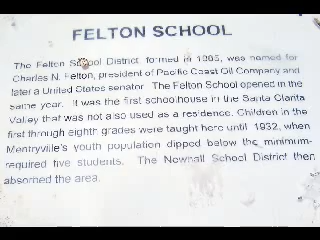 FELTON SCHOOL
The Felton School District, formed in 1885, was named for
Charles N. Felton, president of Pacific Coast Oil Company and
later a United States senator. The Felton School opened in the
same year. It was the first schoolhouse in the Santa Clarita
Valley that was not also used as a residence. Children in the
first through eighth grades were taught here until 1932, when
Mentryville's youth population dipped below the minimum-
required five students. The Newhall School District then
absorbed the area.